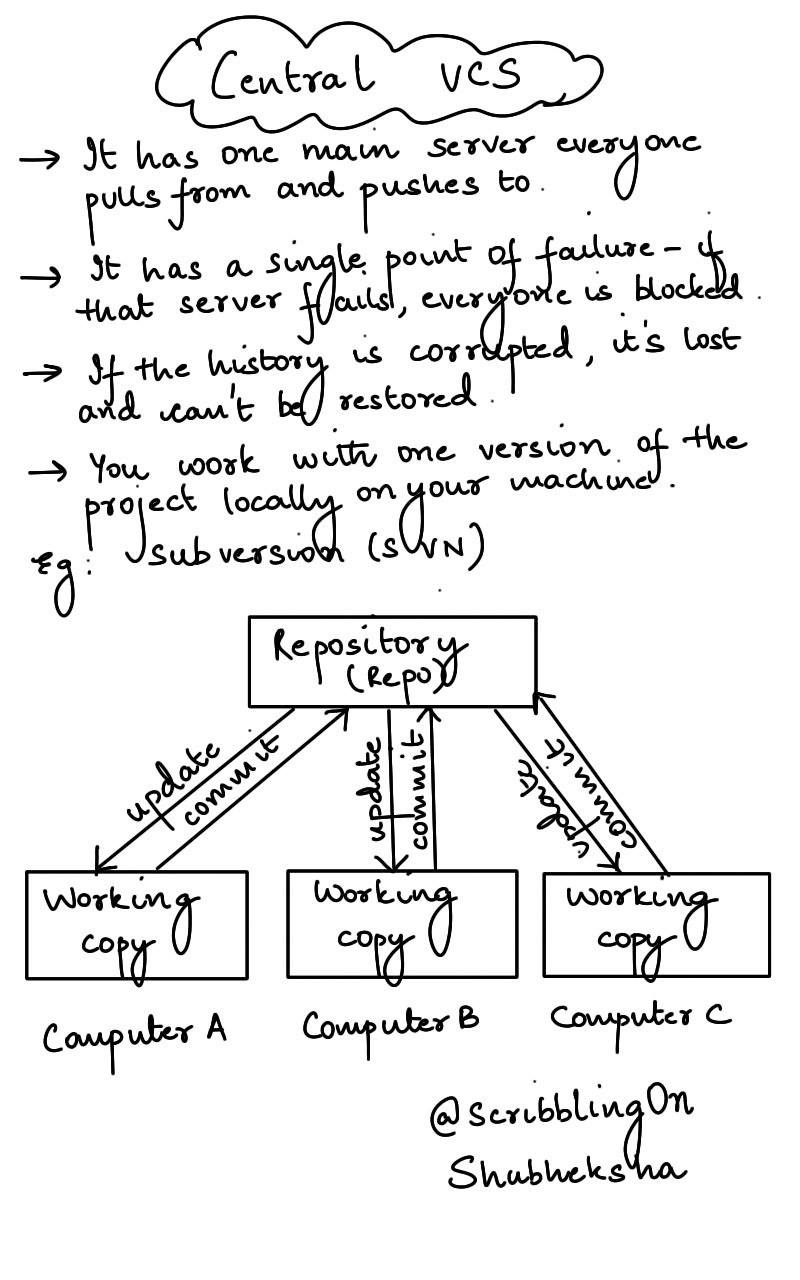 Central VCS
→ It has one main server everyone
pulls from and pushes to.
→ It has a single point of failure – if
that server fails, everyone is blocked.
→ If the history is corrupted, it's lost
and can't be restored.
→ You work with one version of the
project locally on your machine.
Eg: Subversion (SVN)
Repository
(Repo)
update
commit
update
commit
update
commit
Working
copy
Working
copy
Working
copy
Computer A
Computer B
Computer C
@ScribblingOn
Shubheksha